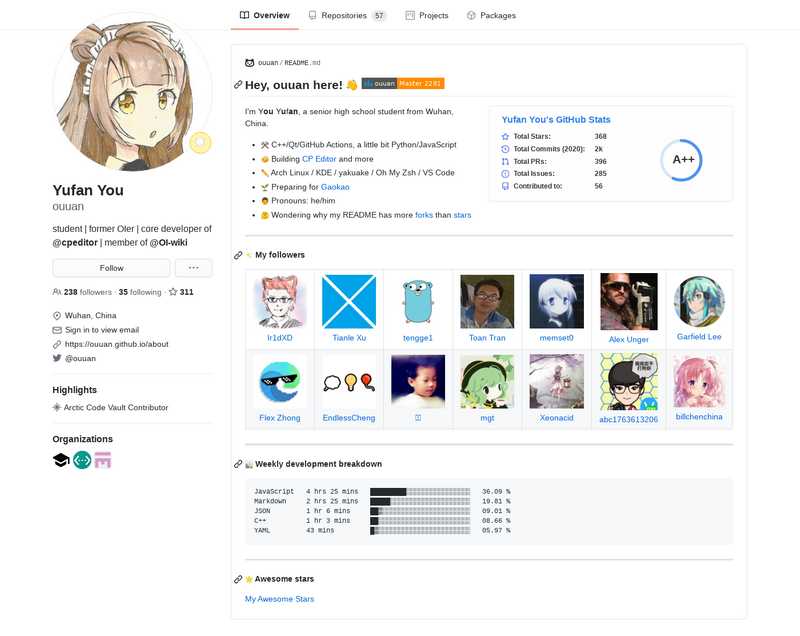 Overview
Repositories 57
Projects
Packages
Yufan You
ouuan
student | former OIer | core developer of
@cpeditor | member of @OI-wiki
Follow
238 followers · 35 following · 311
Wuhan, China
Sign in to view email
https://ouuan.github.io/about
@ouuan
Highlights
Arctic Code Vault Contributor
Organizations
ouuan / README.md
Hey, ouuan here! 👋
ouuan Master 2281
I'm You Yufan, a senior high school student from Wuhan,
China.
C++/Qt/GitHub Actions, a little bit Python/JavaScript
Building CP Editor and more
Arch Linux / KDE / yakuake / Oh My Zsh / VS Code
Preparing for Gaokao
Pronouns: he/him
Wondering why my README has more forks than stars
Yufan You's GitHub Stats
Total Stars: 368
Total Commits (2020): 2k
Total PRs: 396
Total Issues: 285
Contributed to: 56
A++
My followers
Ir1dXD
Tianle Xu
tengge1
Toan Tran
memset0
Alex Unger
Garfield Lee
Flex Zhong
EndlessCheng
mgt
Xeonacid
abc1763613206
billchenchina
Weekly development breakdown
JavaScript 4 hrs 25 mins 36.09 %
Markdown 2 hrs 25 mins 19.81 %
JSON 1 hr 6 mins 09.01 %
C++ 1 hr 3 mins 08.66 %
YAML 43 mins 05.97 %
Awesome stars
My Awesome Stars